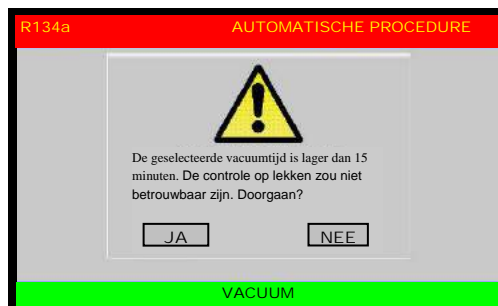 R134a AUTOMATISCHE PROCEDURE
De geselecteerde vacuumtijd is lager dan 15
minuten. De controle op lekken zou niet
betrouwbaar zijn. Doorgaan?
JA NEE
VACUUM